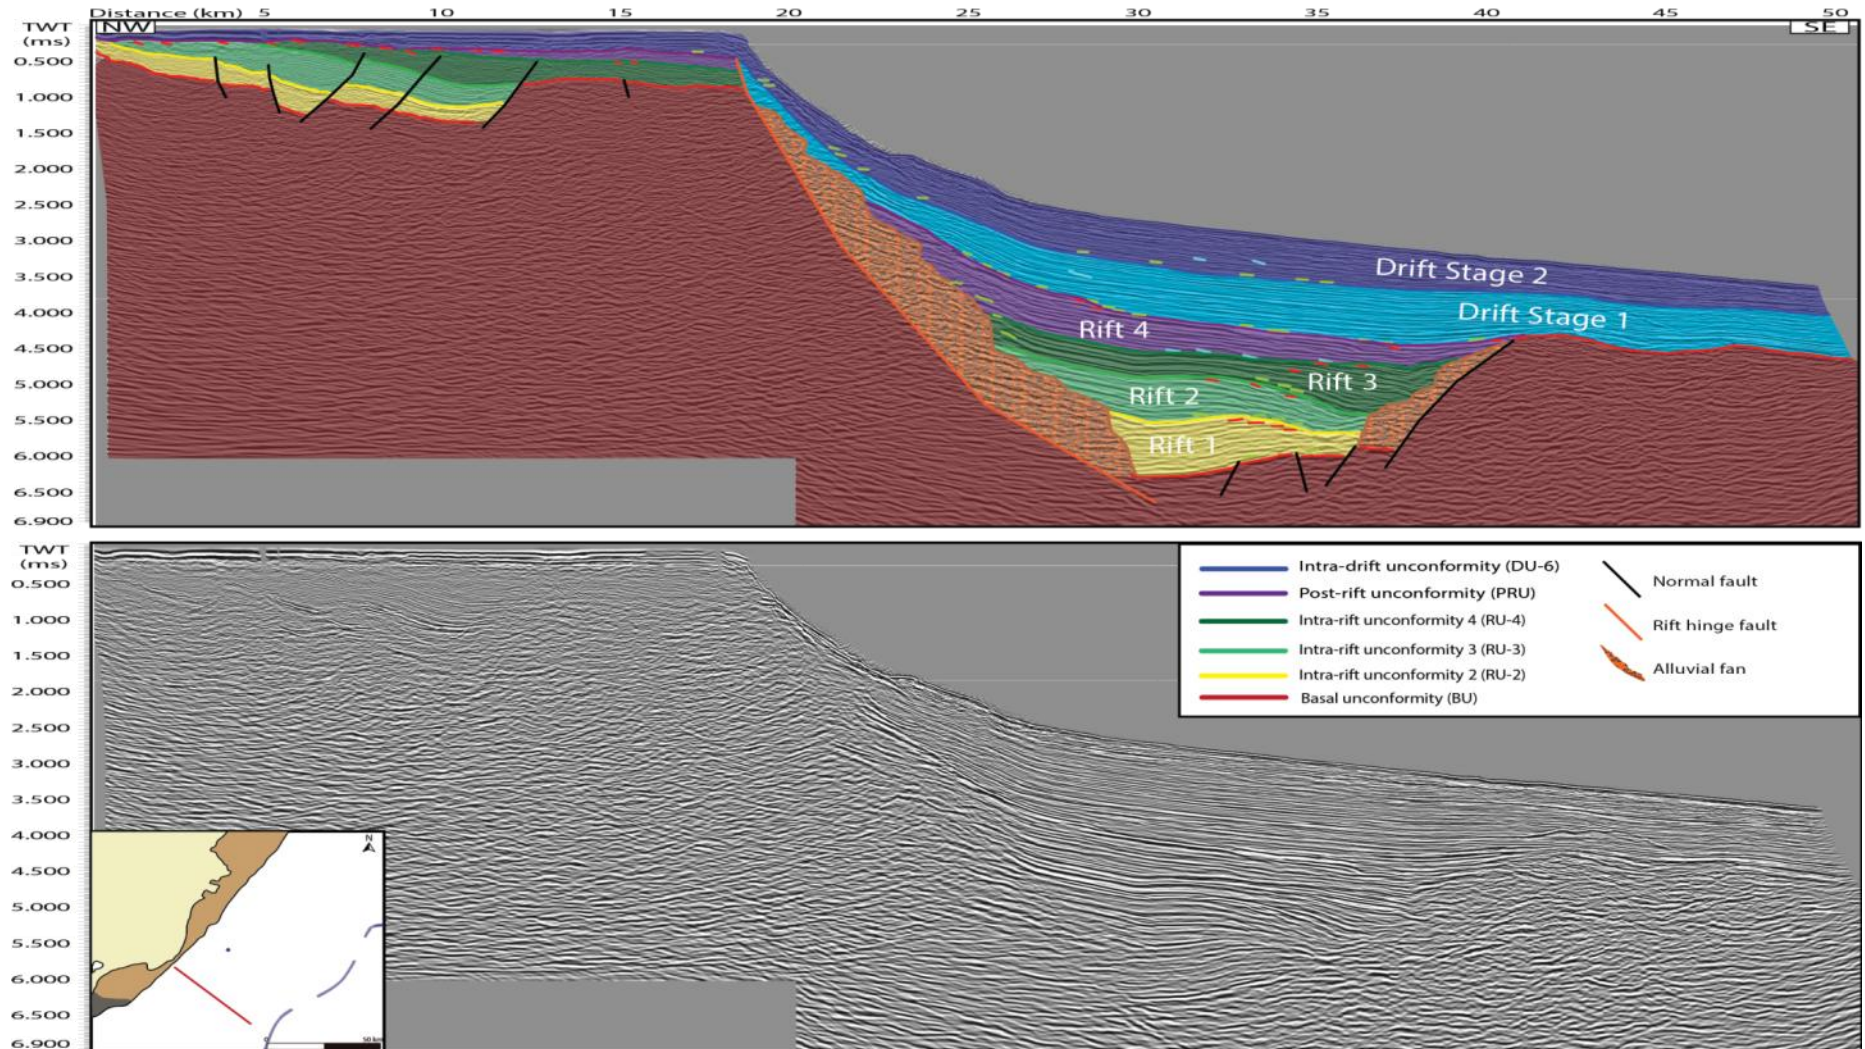 Distance (km) 5 10 15 20 25 30 35 40 45 50
TWT
(ms)
NW
SE
0.500
1.000
1.500
2.000
2.500
3.000
3.500
4.000
4.500
5.000
5.500
6.000
6.500
6.900
Drift Stage 2
Drift Stage 1
Rift 4
Rift 3
Rift 2
Rift 1
TWT
(ms)
0.500
1.000
1.500
2.000
2.500
3.000
3.500
4.000
4.500
5.000
5.500
6.000
6.500
6.900
Intra-drift unconformity (DU-6)
Post-rift unconformity (PRU)
Intra-rift unconformity 4 (RU-4)
Intra-rift unconformity 3 (RU-3)
Intra-rift unconformity 2 (RU-2)
Basal unconformity (BU)
Normal fault
Rift hinge fault
Alluvial fan
N
0 50 km